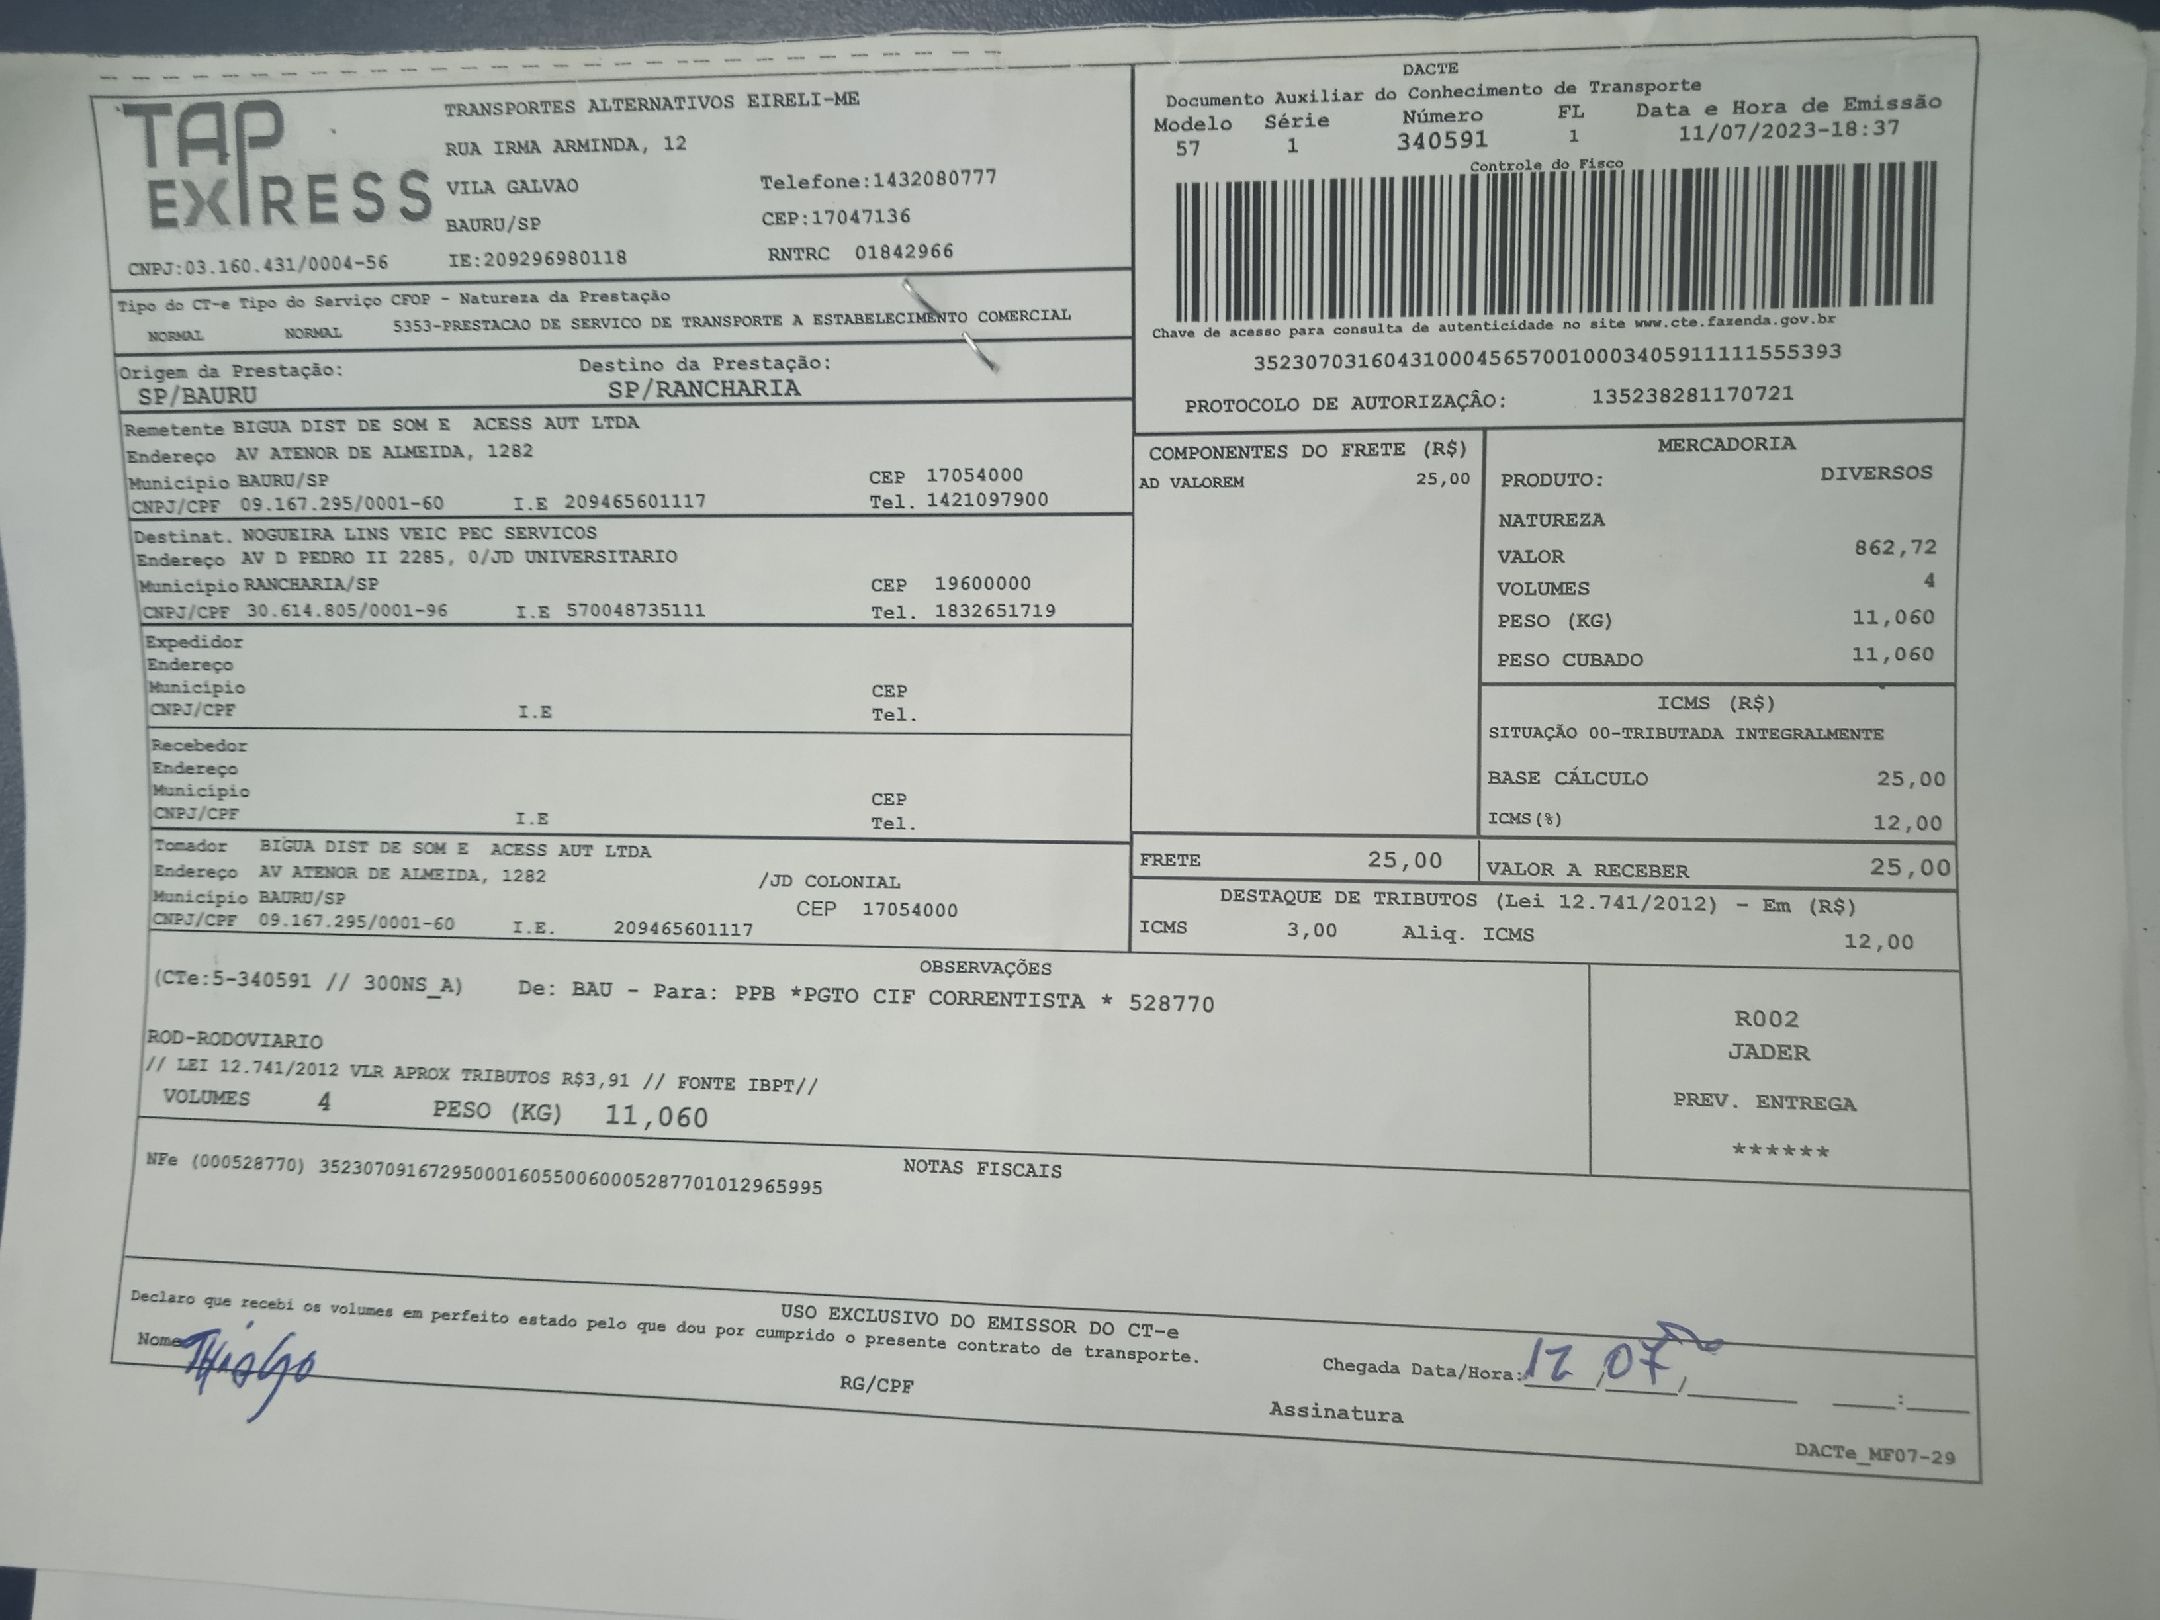 TAP EXPRESS
TRANSPORTES ALTERNATIVOS EIRELI-ME
RUA IRMA ARMINDA, 12
VILA GALVAO Telefone:1432080777
BAURU/SP CEP:17047136
CNPJ:03.160.431/0004-56 IE:209296980118 RNTRC 01842966
DACTE
Documento Auxiliar do Conhecimento de Transporte
Modelo Série Número FL Data e Hora de Emissão
57 1 340591 1 11/07/2023-18:37
Controle do Fisco
Chave de acesso para consulta de autenticidade no site www.cte.fazenda.gov.br
35230703160431000456570010003405911111555393
PROTOCOLO DE AUTORIZAÇÂO: 135238281170721
Tipo do CT-e Tipo do Serviço CFOP - Natureza da Prestação
NORMAL NORMAL 5353-PRESTACAO DE SERVICO DE TRANSPORTE A ESTABELECIMENTO COMERCIAL
Origem da Prestação: Destino da Prestação:
SP/BAURU SP/RANCHARIA
Remetente BIGUA DIST DE SOM E ACESS AUT LTDA
Endereço AV ATENOR DE ALMEIDA, 1282
Município BAURU/SP CEP 17054000
CNPJ/CPF 09.167.295/0001-60 I.E 209465601117 Tel. 1421097900
Destinat. NOGUEIRA LINS VEIC PEC SERVICOS
Endereço AV D PEDRO II 2285, 0/JD UNIVERSITARIO
Município RANCHARIA/SP CEP 19600000
CNPJ/CPF 30.614.805/0001-96 I.E 570048735111 Tel. 1832651719
Expedidor
Endereço
Município CEP
CNPJ/CPF I.E Tel.
Recebedor
Endereço
Município CEP
CNPJ/CPF I.E Tel.
Tomador BIGUA DIST DE SOM E ACESS AUT LTDA
Endereço AV ATENOR DE ALMEIDA, 1282 /JD COLONIAL
Município BAURU/SP CEP 17054000
CNPJ/CPF 09.167.295/0001-60 I.E. 209465601117
COMPONENTES DO FRETE (R$)
AD VALOREM 25,00
MERCADORIA
PRODUTO: DIVERSOS
NATUREZA
VALOR 862,72
VOLUMES 4
PESO (KG) 11,060
PESO CUBADO 11,060
ICMS (R$)
SITUAÇÃO 00-TRIBUTADA INTEGRALMENTE
BASE CÁLCULO 25,00
ICMS(%) 12,00
FRETE 25,00 VALOR A RECEBER 25,00
DESTAQUE DE TRIBUTOS (Lei 12.741/2012) - Em (R$)
ICMS 3,00 Aliq. ICMS 12,00
OBSERVAÇÕES
(CTe:5-340591 // 300NS_A) De: BAU - Para: PPB *PGTO CIF CORRENTISTA * 528770
ROD-RODOVIARIO
// LEI 12.741/2012 VLR APROX TRIBUTOS R$3,91 // FONTE IBPT//
VOLUMES 4 PESO (KG) 11,060
R002
JADER
PREV. ENTREGA
******
NOTAS FISCAIS
NFe (000528770) 35230709167295000160550060005287701012965995
USO EXCLUSIVO DO EMISSOR DO CT-e
Declaro que recebi os volumes em perfeito estado pelo que dou por cumprido o presente contrato de transporte.
Nome Thiago RG/CPF Chegada Data/Hora: 12, 07, :
Assinatura
DACTe_MF07-29